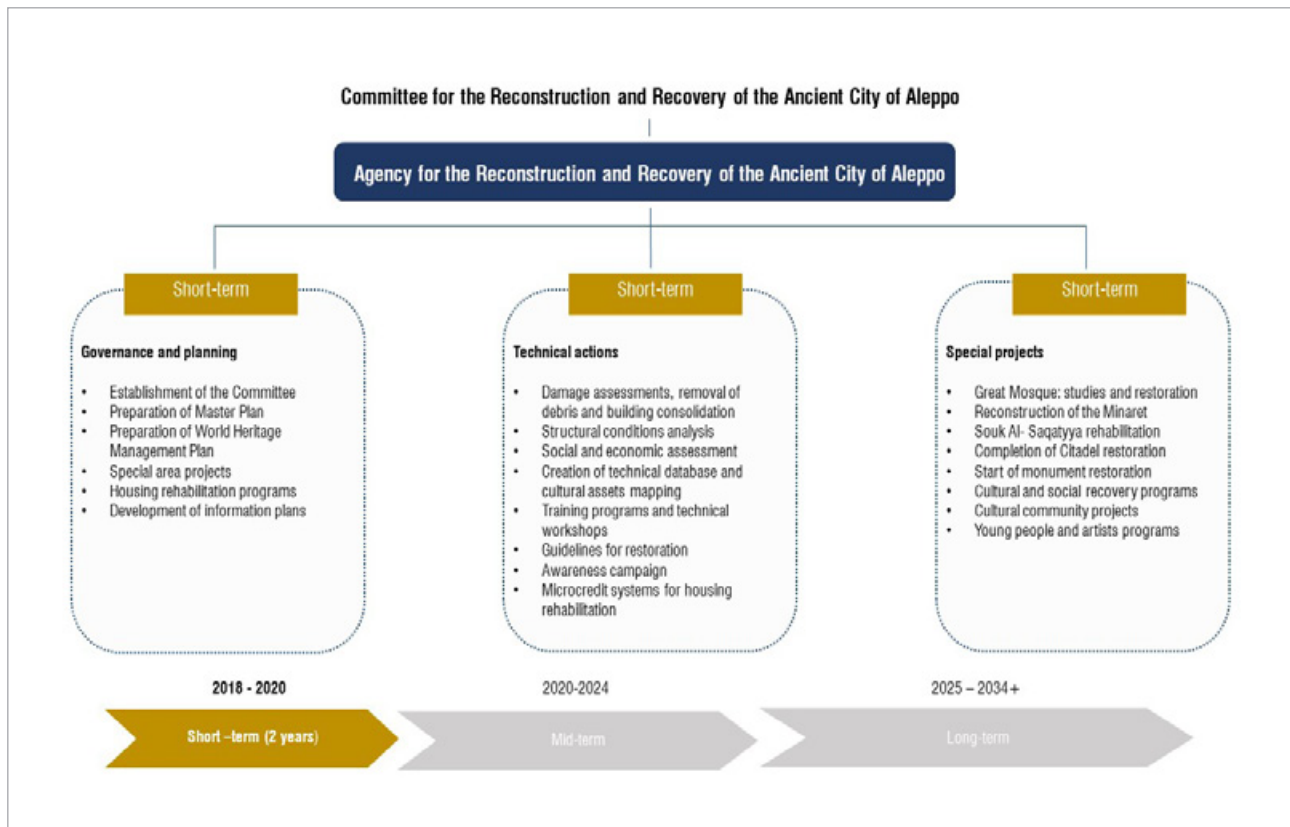 Committee for the Reconstruction and Recovery of the Ancient City of Aleppo
Agency for the Reconstruction and Recovery of the Ancient City of Aleppo
Short-term
Governance and planning
• Establishment of the Committee
• Preparation of Master Plan
• Preparation of World Heritage
Management Plan
• Special area projects
• Housing rehabilitation programs
• Development of information plans
Short-term
Technical actions
• Damage assessments, removal of
debris and building consolidation
• Structural conditions analysis
• Social and economic assessment
• Creation of technical database and
cultural assets mapping
• Training programs and technical
workshops
• Guidelines for restoration
• Awareness campaign
• Microcredit systems for housing
rehabilitation
Short-term
Special projects
• Great Mosque: studies and restoration
• Reconstruction of the Minaret
• Souk Al- Saqatyya rehabilitation
• Completion of Citadel restoration
• Start of monument restoration
• Cultural and social recovery programs
• Cultural community projects
• Young people and artists programs
2018 - 2020
2020-2024
2025 – 2034+
Short –term (2 years)
Mid-term
Long-term